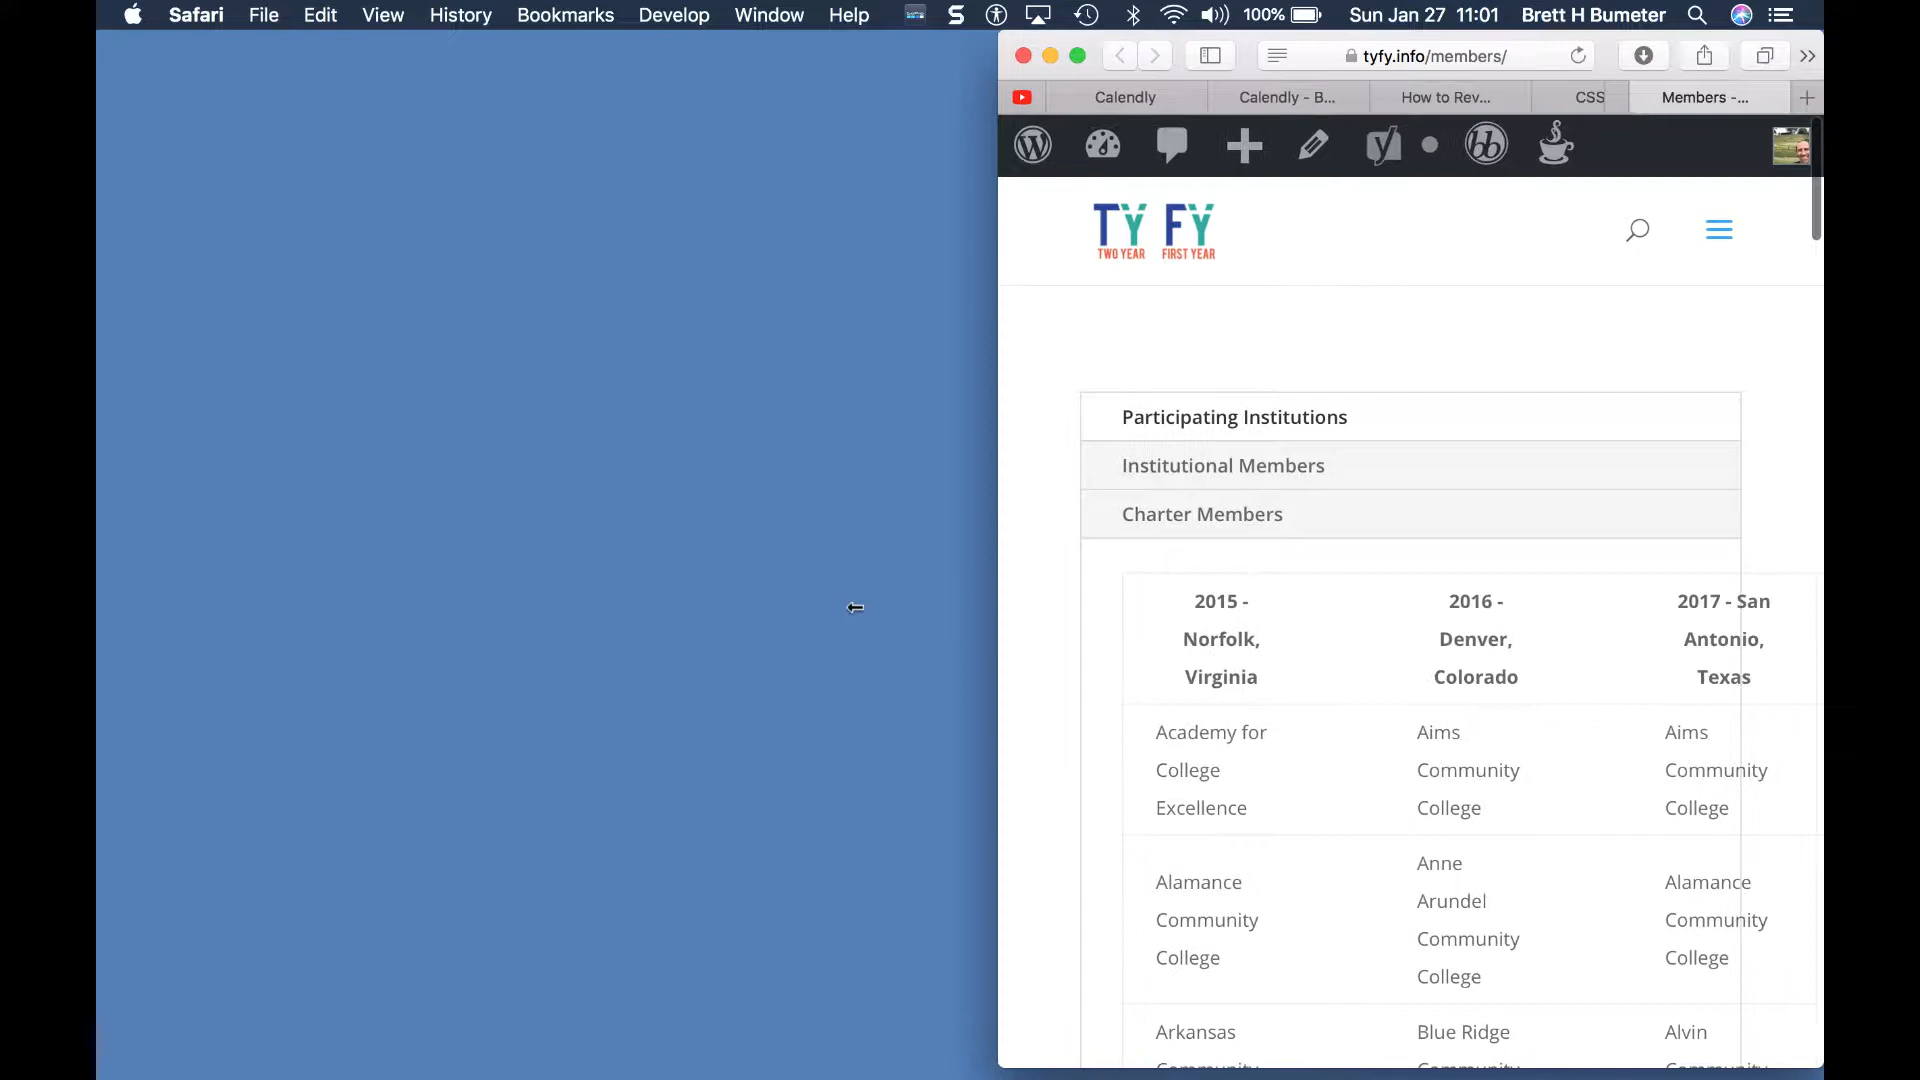 Safari File Edit View History Bookmarks Develop Window Help S 100% Sun Jan 27 11:01 Brett H Bumeter
tyfy.info/members/
Calendly Calendly - B... How to Rev... CSS Members -...
TY FY
TWO YEAR FIRST YEAR
Participating Institutions
Institutional Members
Charter Members
2015 - Norfolk, Virginia
2016 - Denver, Colorado
2017 - San Antonio, Texas
Academy for College Excellence
Aims Community College
Aims Community College
Alamance Community College
Anne Arundel Community College
Alamance Community College
Arkansas
Blue Ridge
Alvin